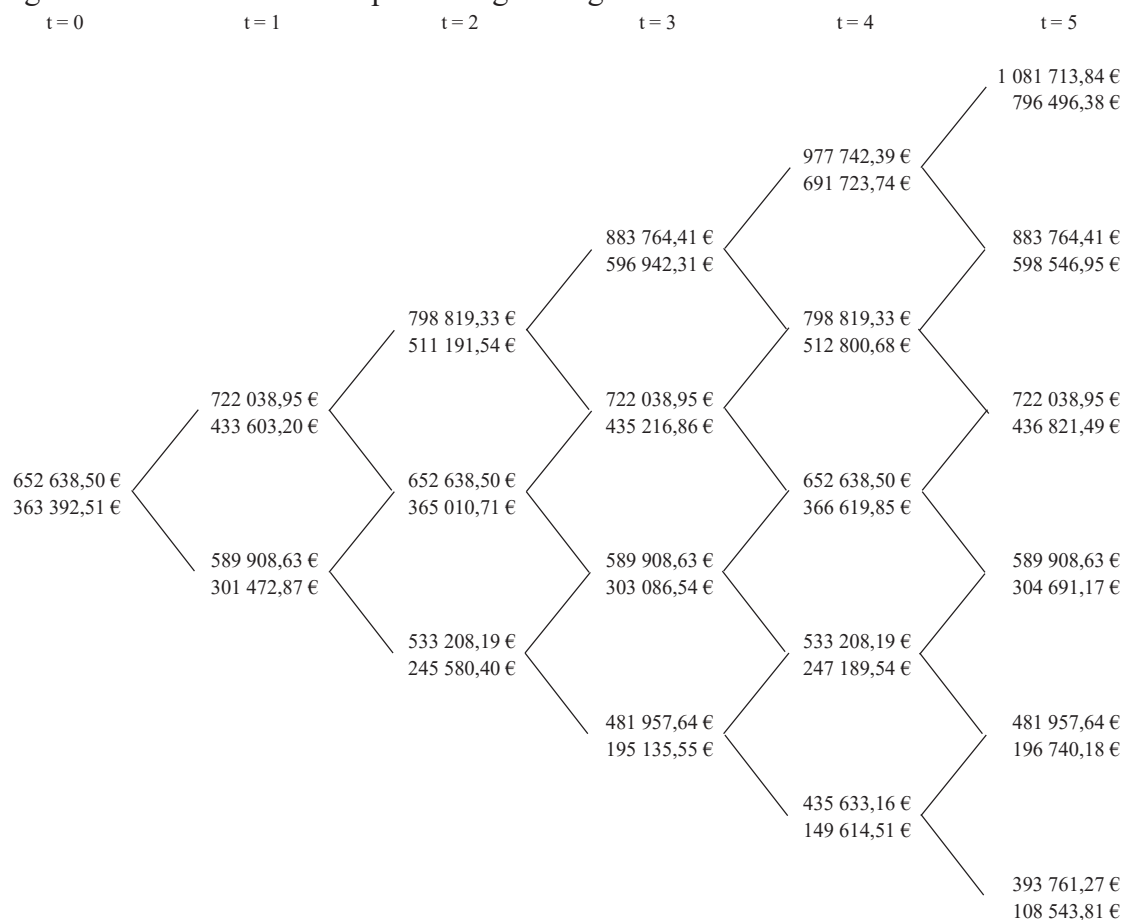 t = 0 t = 1 t = 2 t = 3 t = 4 t = 5
1 081 713,84 €
796 496,38 €
977 742,39 €
691 723,74 €
883 764,41 € 883 764,41 €
596 942,31 € 598 546,95 €
798 819,33 € 798 819,33 €
511 191,54 € 512 800,68 €
722 038,95 € 722 038,95 € 722 038,95 €
433 603,20 € 435 216,86 € 436 821,49 €
652 638,50 € 652 638,50 € 652 638,50 €
363 392,51 € 365 010,71 € 366 619,85 €
589 908,63 € 589 908,63 € 589 908,63 €
301 472,87 € 303 086,54 € 304 691,17 €
533 208,19 € 533 208,19 €
245 580,40 € 247 189,54 €
481 957,64 € 481 957,64 €
195 135,55 € 196 740,18 €
435 633,16 €
149 614,51 €
393 761,27 €
108 543,81 €